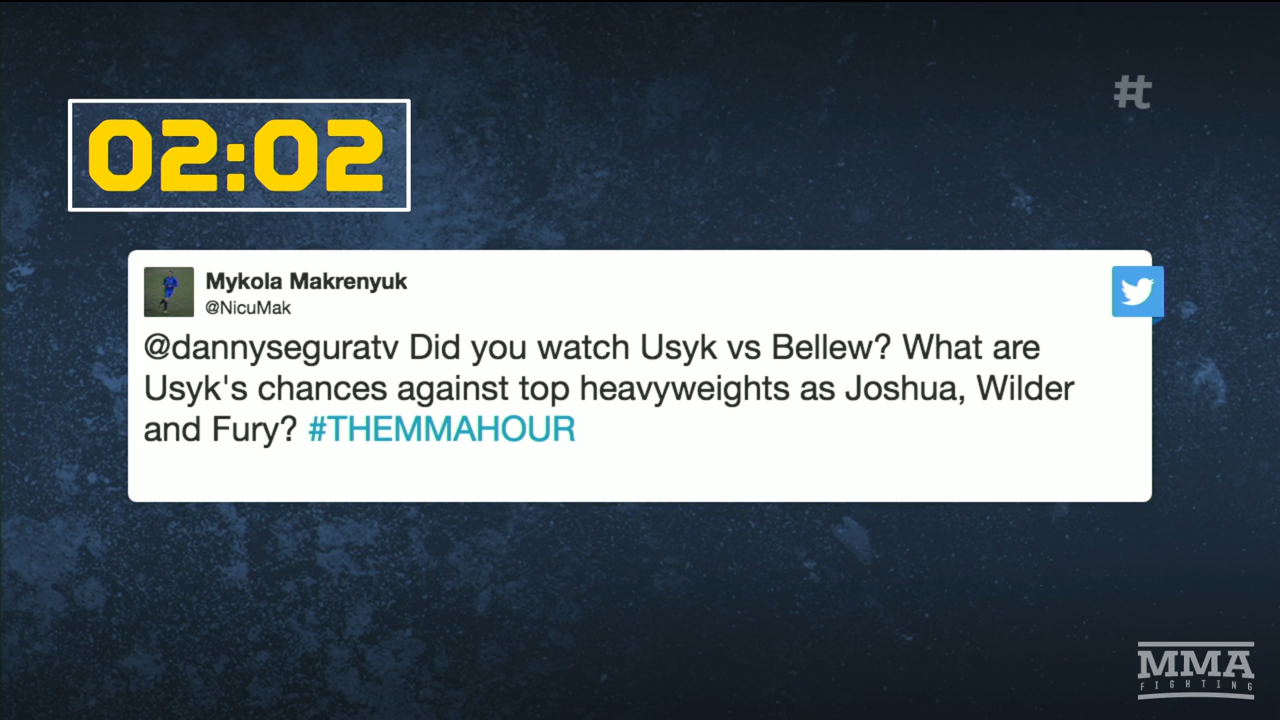 02:02
#t
Mykola Makrenyuk
@NicuMak
@dannyseguratv Did you watch Usyk vs Bellew? What are
Usyk's chances against top heavyweights as Joshua, Wilder
and Fury? #THEMMAHOUR
MMA
FIGHTING